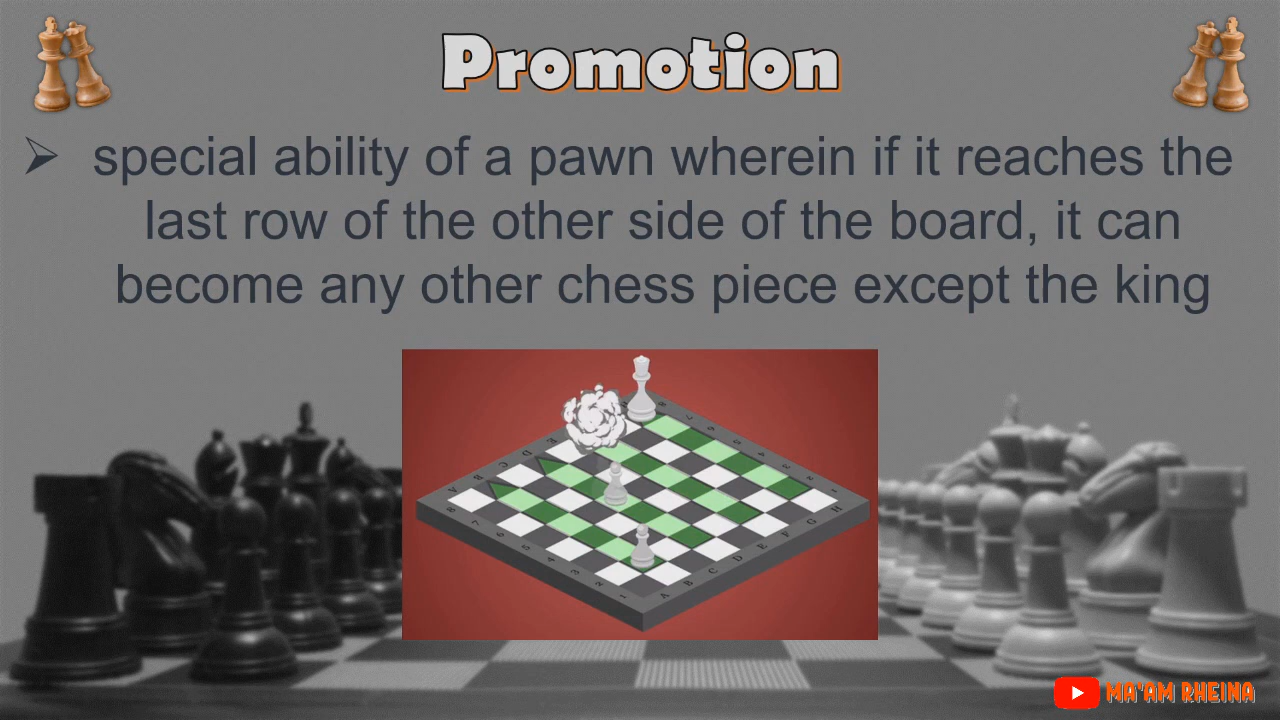 Promotion
➢ special ability of a pawn wherein if it reaches the
last row of the other side of the board, it can
become any other chess piece except the king
MA'AM RHEINA